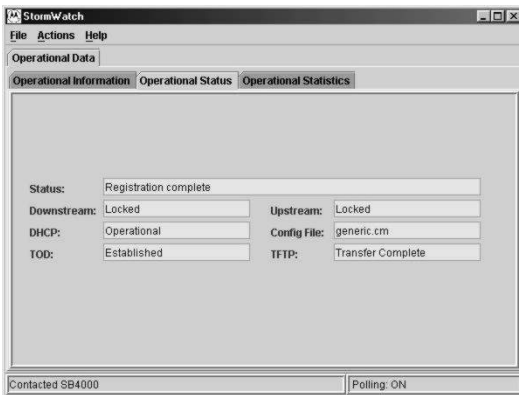 StormWatch
File Actions Help
Operational Data
Operational Information Operational Status Operational Statistics
Status: Registration complete
Downstream: Locked Upstream: Locked
DHCP: Operational Config File: generic.cm
TOD: Established TFTP: Transfer Complete
Contacted SB4000 Polling: ON